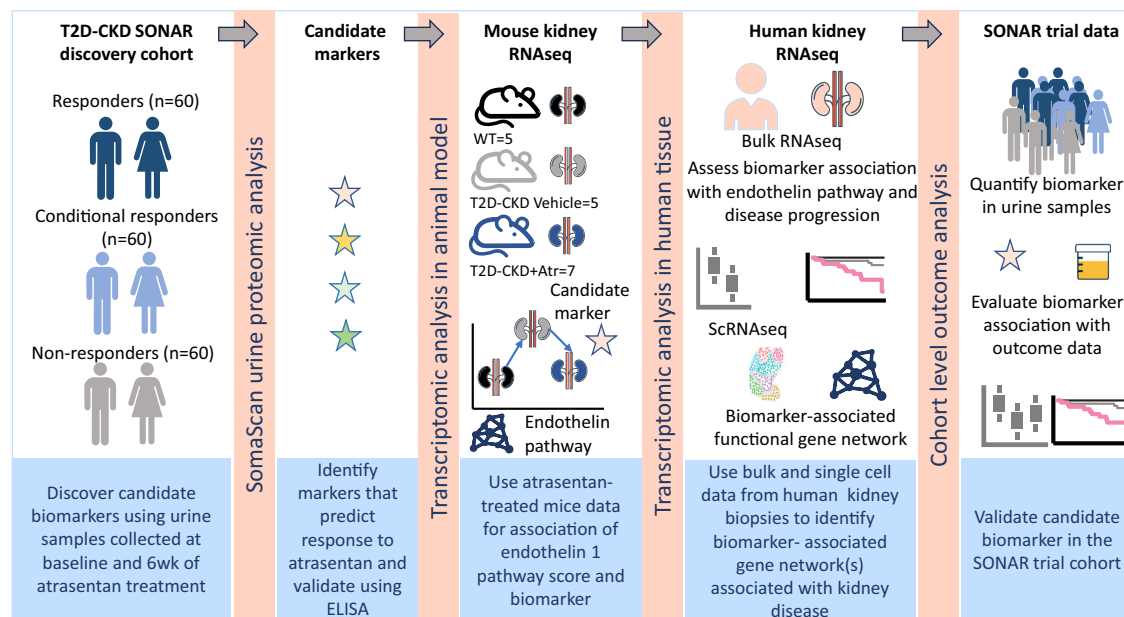 T2D-CKD SONAR
discovery cohort
Responders (n=60)
Conditional responders
(n=60)
Non-responders (n=60)
Discover candidate
biomarkers using urine
samples collected at
baseline and 6wk of
atrasentan treatment
SomaScan urine proteomic analysis
Candidate
markers
Identify
markers that
predict
response to
atrasentan and
validate using
ELISA
Transcriptomic analysis in animal model
Mouse kidney
RNAseq
WT=5
T2D-CKD Vehicle=5
T2D-CKD+Atr=7
Candidate
marker
Endothelin
pathway
Use atrasentan-
treated mice data
for association of
endothelin 1
pathway score and
biomarker
Transcriptomic analysis in human tissue
Human kidney
RNAseq
Bulk RNAseq
Assess biomarker association
with endothelin pathway and
disease progression
ScRNAseq
Biomarker-associated
functional gene network
Use bulk and single cell
data from human kidney
biopsies to identify
biomarker- associated
gene network(s)
associated with kidney
disease
Cohort level outcome analysis
SONAR trial data
Quantify biomarker
in urine samples
Evaluate biomarker
association with
outcome data
Validate candidate
biomarker in the
SONAR trial cohort